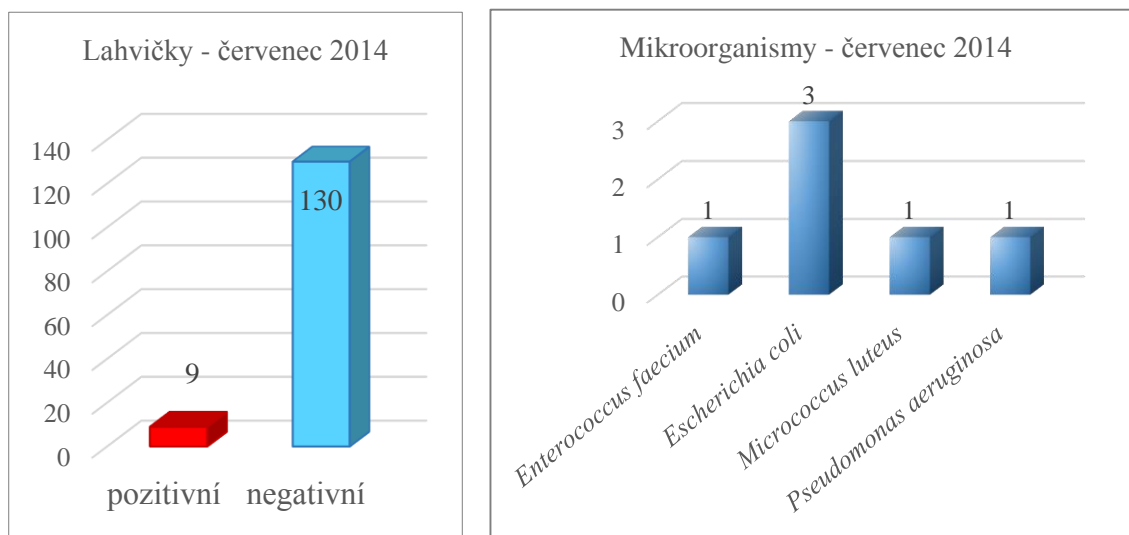 Lahvičky - červenec 2014
140
120
100
80
60
40
20
0
9
130
pozitivní negativní
Mikroorganismy - červenec 2014
3
2
1
0
1
3
1
1
Enterococcus faecium
Escherichia coli
Micrococcus luteus
Pseudomonas aeruginosa